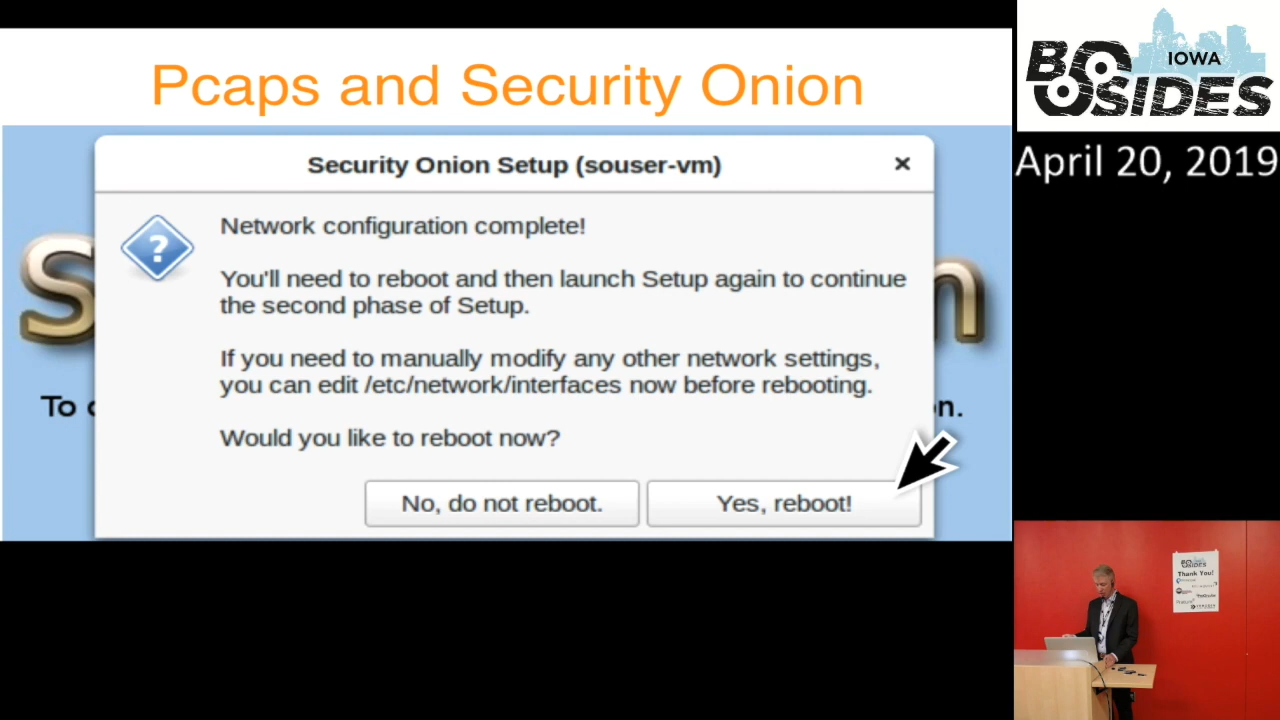 Pcaps and Security Onion
Security Onion Setup (souser-vm)
Network configuration complete!
You'll need to reboot and then launch Setup again to continue
the second phase of Setup.
If you need to manually modify any other network settings,
you can edit /etc/network/interfaces now before rebooting.
Would you like to reboot now?
No, do not reboot.
Yes, reboot!
S
n
To
n.
BSIDES
IOWA
April 20, 2019
BSIDES
Thank You!